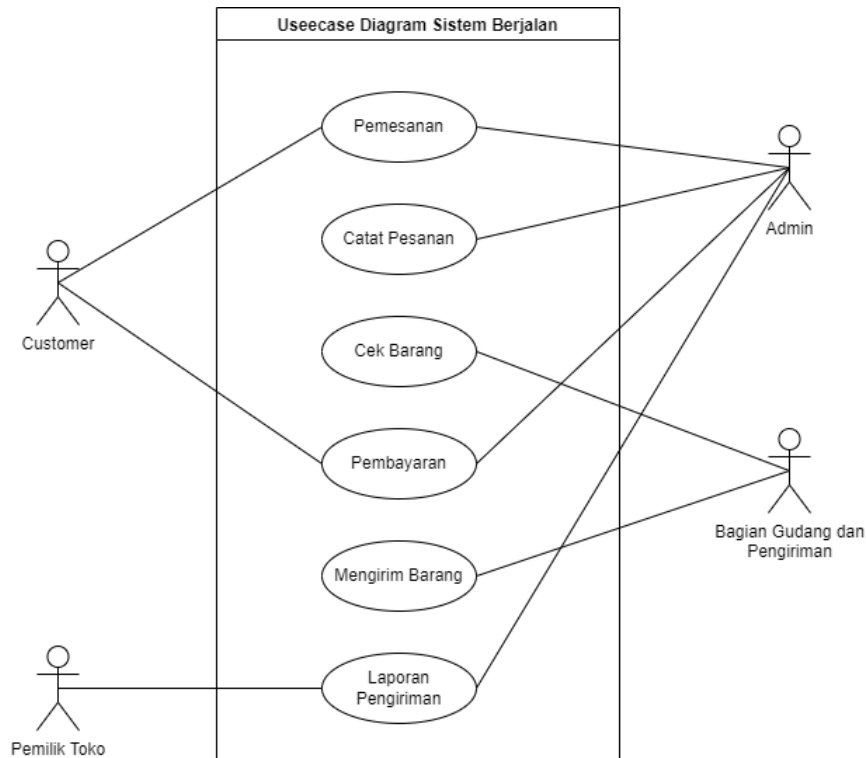 Useecase Diagram Sistem Berjalan
Pemesanan
Catat Pesanan
Cek Barang
Pembayaran
Mengirim Barang
Laporan
Pengiriman
Customer
Pemilik Toko
Admin
Bagian Gudang dan
Pengiriman